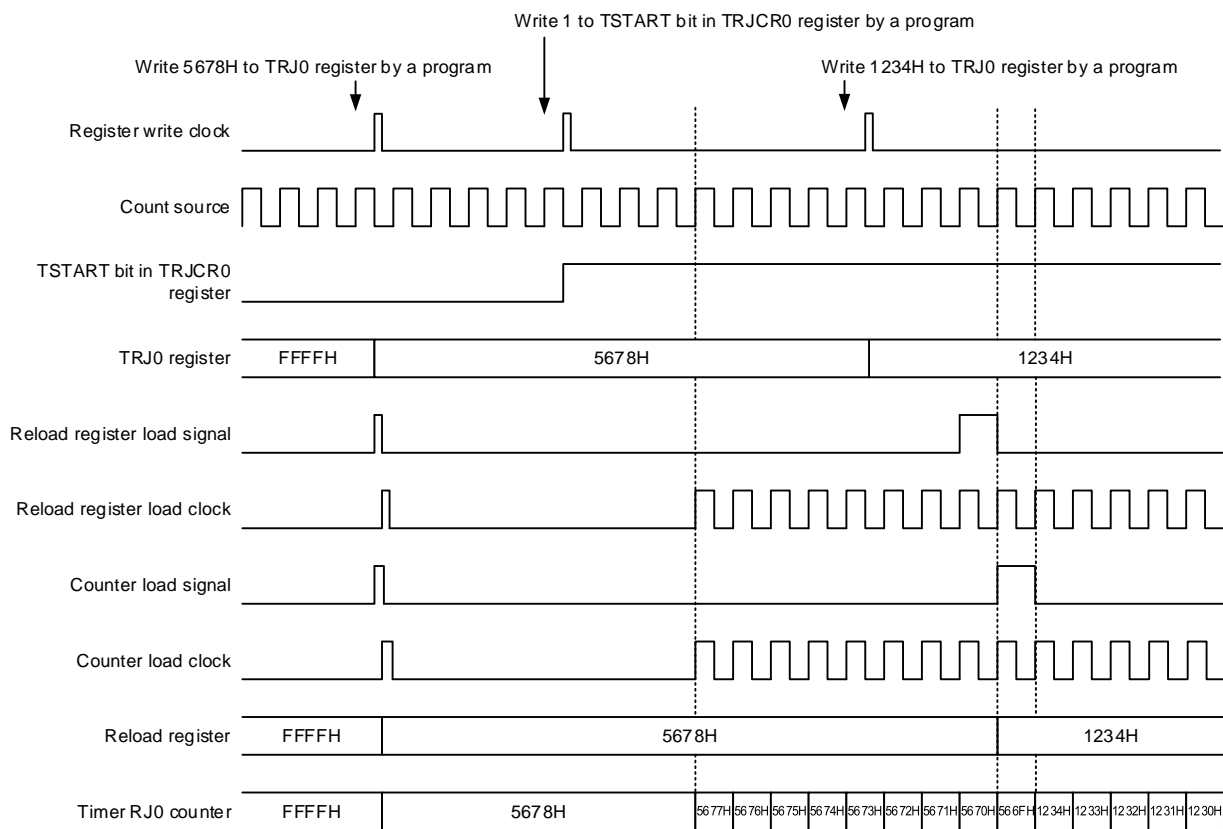 Write 1 to TSTART bit in TRJCR0 register by a program
Write 5678H to TRJ0 register by a program
Write 1234H to TRJ0 register by a program
Register write clock
Count source
TSTART bit in TRJCR0
register
TRJ0 register FFFFH 5678H 1234H
Reload register load signal
Reload register load clock
Counter load signal
Counter load clock
Reload register FFFFH 5678H 1234H
Timer RJ0 counter FFFFH 5678H 5677H 5676H 5675H 5674H 5673H 5672H 5671H 5670H 566FH 1234H 1233H 1232H 1231H 1230H